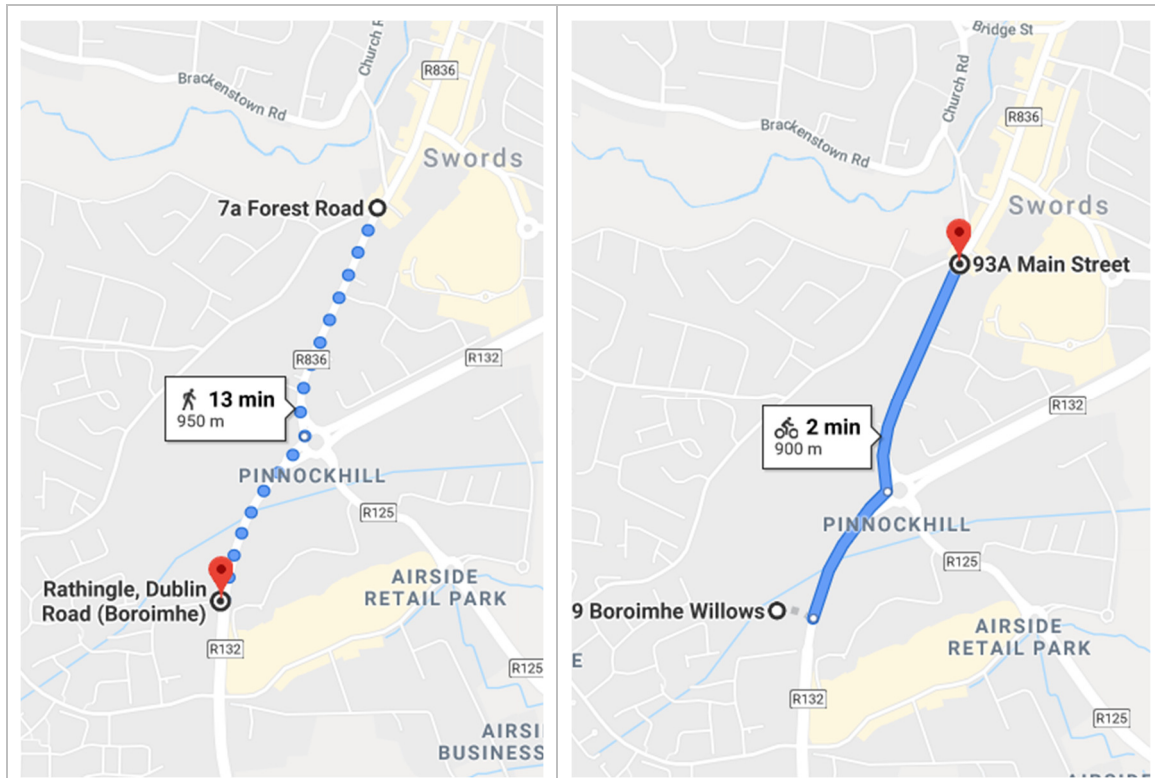 Church R
R836
Brackenstown Rd
Swords
7a Forest Road
R836
R132
13 min
950 m
PINNOCKHILL
R125
Rathingle, Dublin
Road (Boroimhe)
AIRSIDE
RETAIL PARK
R132
R125
AIRSI
BUSINESS
Bridge St
Church Rd
R836
Brackenstown Rd
Swords
93A Main Street
R132
2 min
900 m
PINNOCKHILL
R125
9 Boroimhe Willows
AIRSIDE
RETAIL PARK
E
R132
R125